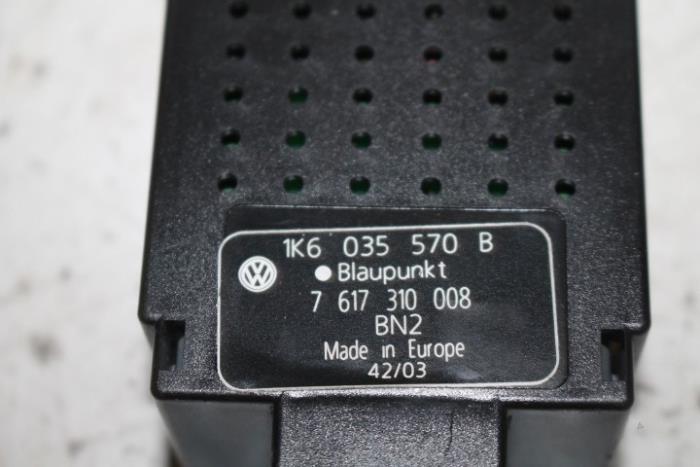 1K6 035 570 B
Blaupunkt
7 617 310 008
BN2
Made in Europe
42/03